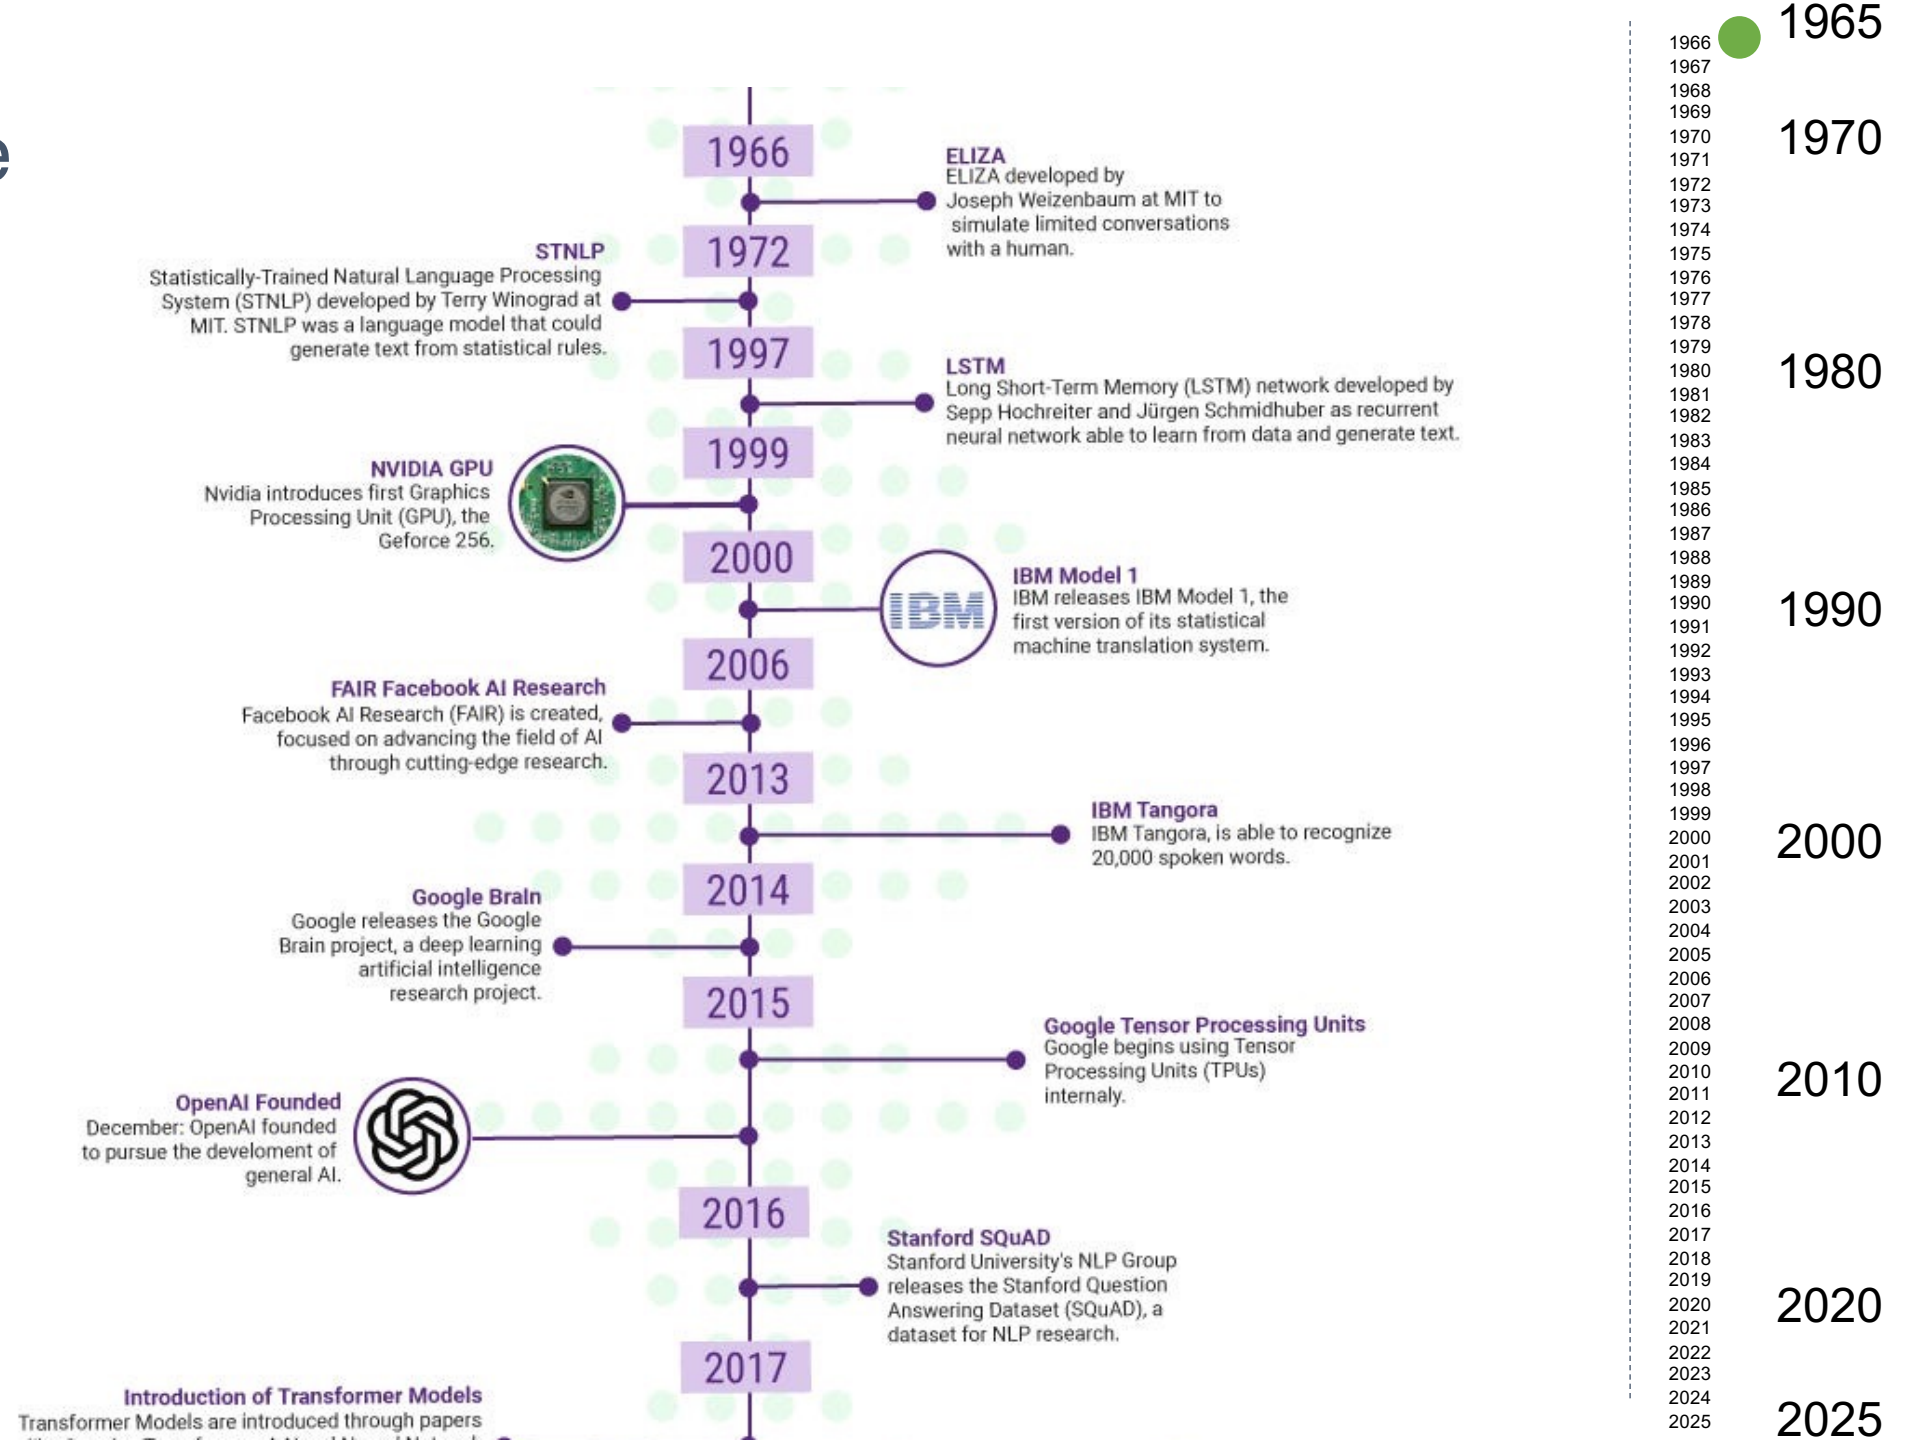 e
1966
ELIZA
ELIZA developed by
Joseph Weizenbaum at MIT to
simulate limited conversations
with a human.
1972
STNLP
Statistically-Trained Natural Language Processing
System (STNLP) developed by Terry Winograd at
MIT. STNLP was a language model that could
generate text from statistical rules.
1997
LSTM
Long Short-Term Memory (LSTM) network developed by
Sepp Hochreiter and Jürgen Schmidhuber as recurrent
neural network able to learn from data and generate text.
1999
NVIDIA GPU
Nvidia introduces first Graphics
Processing Unit (GPU), the
Geforce 256.
2000
IBM
IBM Model 1
IBM releases IBM Model 1, the
first version of its statistical
machine translation system.
2006
FAIR Facebook AI Research
Facebook AI Research (FAIR) is created,
focused on advancing the field of AI
through cutting-edge research.
2013
IBM Tangora
IBM Tangora, is able to recognize
20,000 spoken words.
2014
Google Brain
Google releases the Google
Brain project, a deep learning
artificial intelligence
research project.
2015
Google Tensor Processing Units
Google begins using Tensor
Processing Units (TPUs)
internaly.
OpenAI Founded
December: OpenAI founded
to pursue the develoment of
general AI.
2016
Stanford SQuAD
Stanford University's NLP Group
releases the Stanford Question
Answering Dataset (SQuAD), a
dataset for NLP research.
2017
Introduction of Transformer Models
Transformer Models are introduced through papers
1966
1967
1968
1969
1970
1971
1972
1973
1974
1975
1976
1977
1978
1979
1980
1981
1982
1983
1984
1985
1986
1987
1988
1989
1990
1991
1992
1993
1994
1995
1996
1997
1998
1999
2000
2001
2002
2003
2004
2005
2006
2007
2008
2009
2010
2011
2012
2013
2014
2015
2016
2017
2018
2019
2020
2021
2022
2023
2024
2025
1965
1970
1980
1990
2000
2010
2020
2025